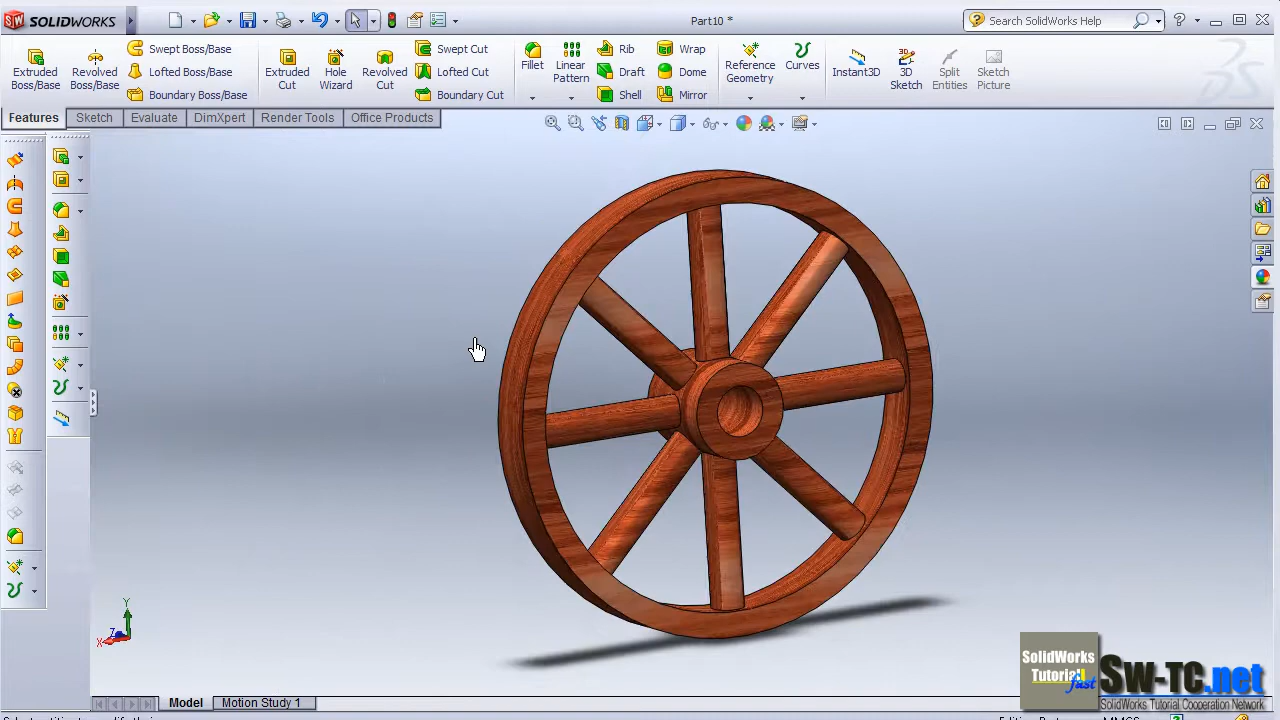 SOLIDWORKS
Part10 *
Search SolidWorks Help
Extruded Boss/Base
Revolved Boss/Base
Swept Boss/Base
Lofted Boss/Base
Boundary Boss/Base
Extruded Cut
Hole Wizard
Revolved Cut
Swept Cut
Lofted Cut
Boundary Cut
Fillet
Linear Pattern
Rib
Draft
Shell
Wrap
Dome
Mirror
Reference Geometry
Curves
Instant3D
3D Sketch
Split Entities
Sketch Picture
Features
Sketch
Evaluate
DimXpert
Render Tools
Office Products
Y
X
Z
SolidWorks
Tutorial
fast
Sw-TC.net
SolidWorks Tutorial Cooperation Network
Model
Motion Study 1